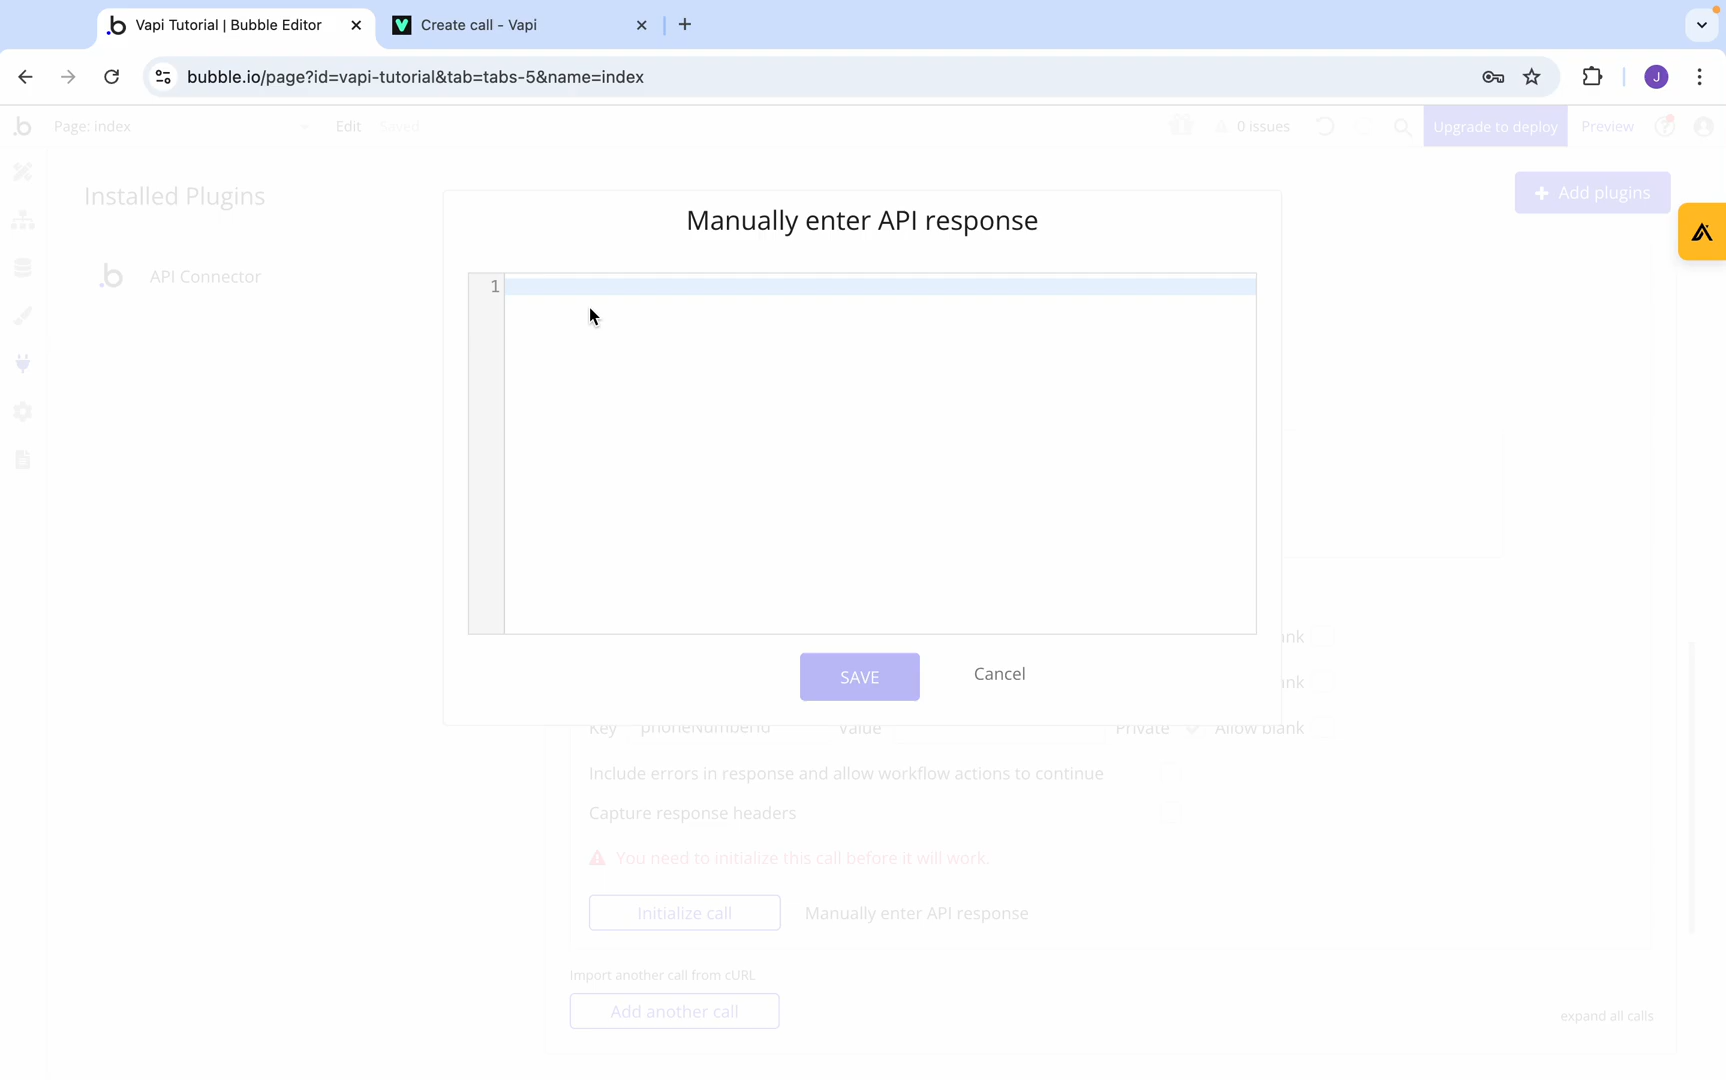 Vapi Tutorial | Bubble Editor
Create call - Vapi
bubble.io/page?id=vapi-tutorial&tab=tabs-5&name=index
J
Page: index
Edit
Saved
0 issues
Upgrade to deploy
Preview
Installed Plugins
+ Add plugins
API Connector
Manually enter API response
1
SAVE
Cancel
Key
phoneNumberId
Value
Private
Allow blank
Include errors in response and allow workflow actions to continue
Capture response headers
You need to initialize this call before it will work.
Initialize call
Manually enter API response
Import another call from cURL
Add another call
expand all calls